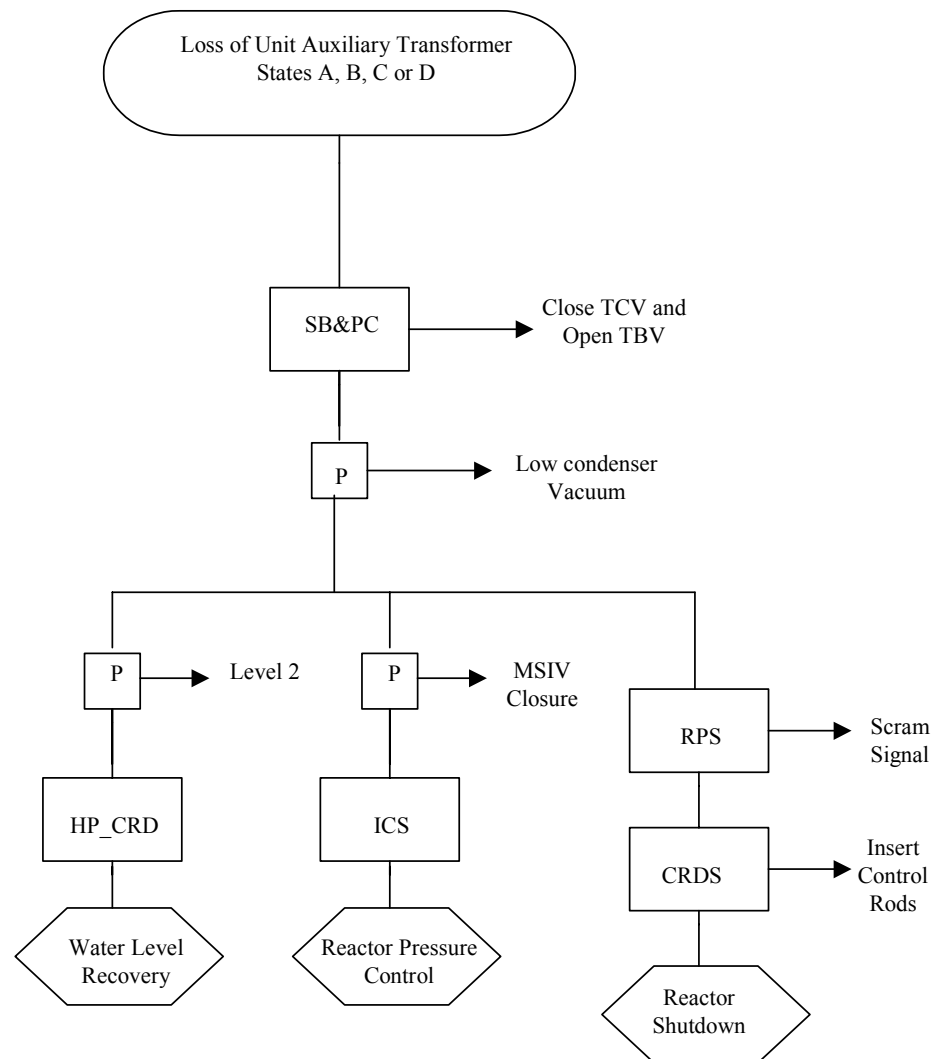 Loss of Unit Auxiliary Transformer
States A, B, C or D
SB&PC
Close TCV and
Open TBV
P
Low condenser
Vacuum
P
Level 2
P
MSIV
Closure
RPS
Scram
Signal
HP_CRD
ICS
CRDS
Insert
Control
Rods
Water Level
Recovery
Reactor Pressure
Control
Reactor
Shutdown